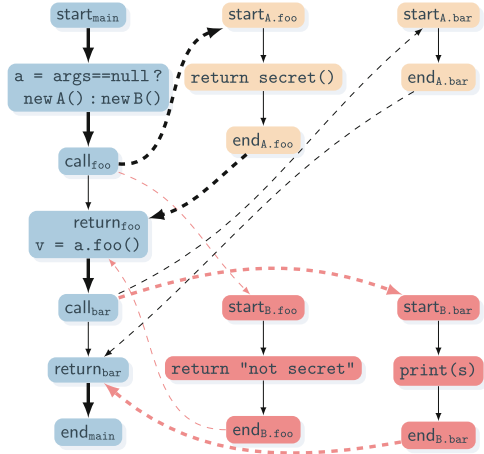 start_main
start_A.foo
start_A.bar
a = args==null?
new A() : new B()
return secret()
end_A.bar
end_A.foo
call_foo
return_foo
v = a.foo()
call_bar
start_B.foo
start_B.bar
return_bar
return "not secret"
print(s)
end_main
end_B.foo
end_B.bar